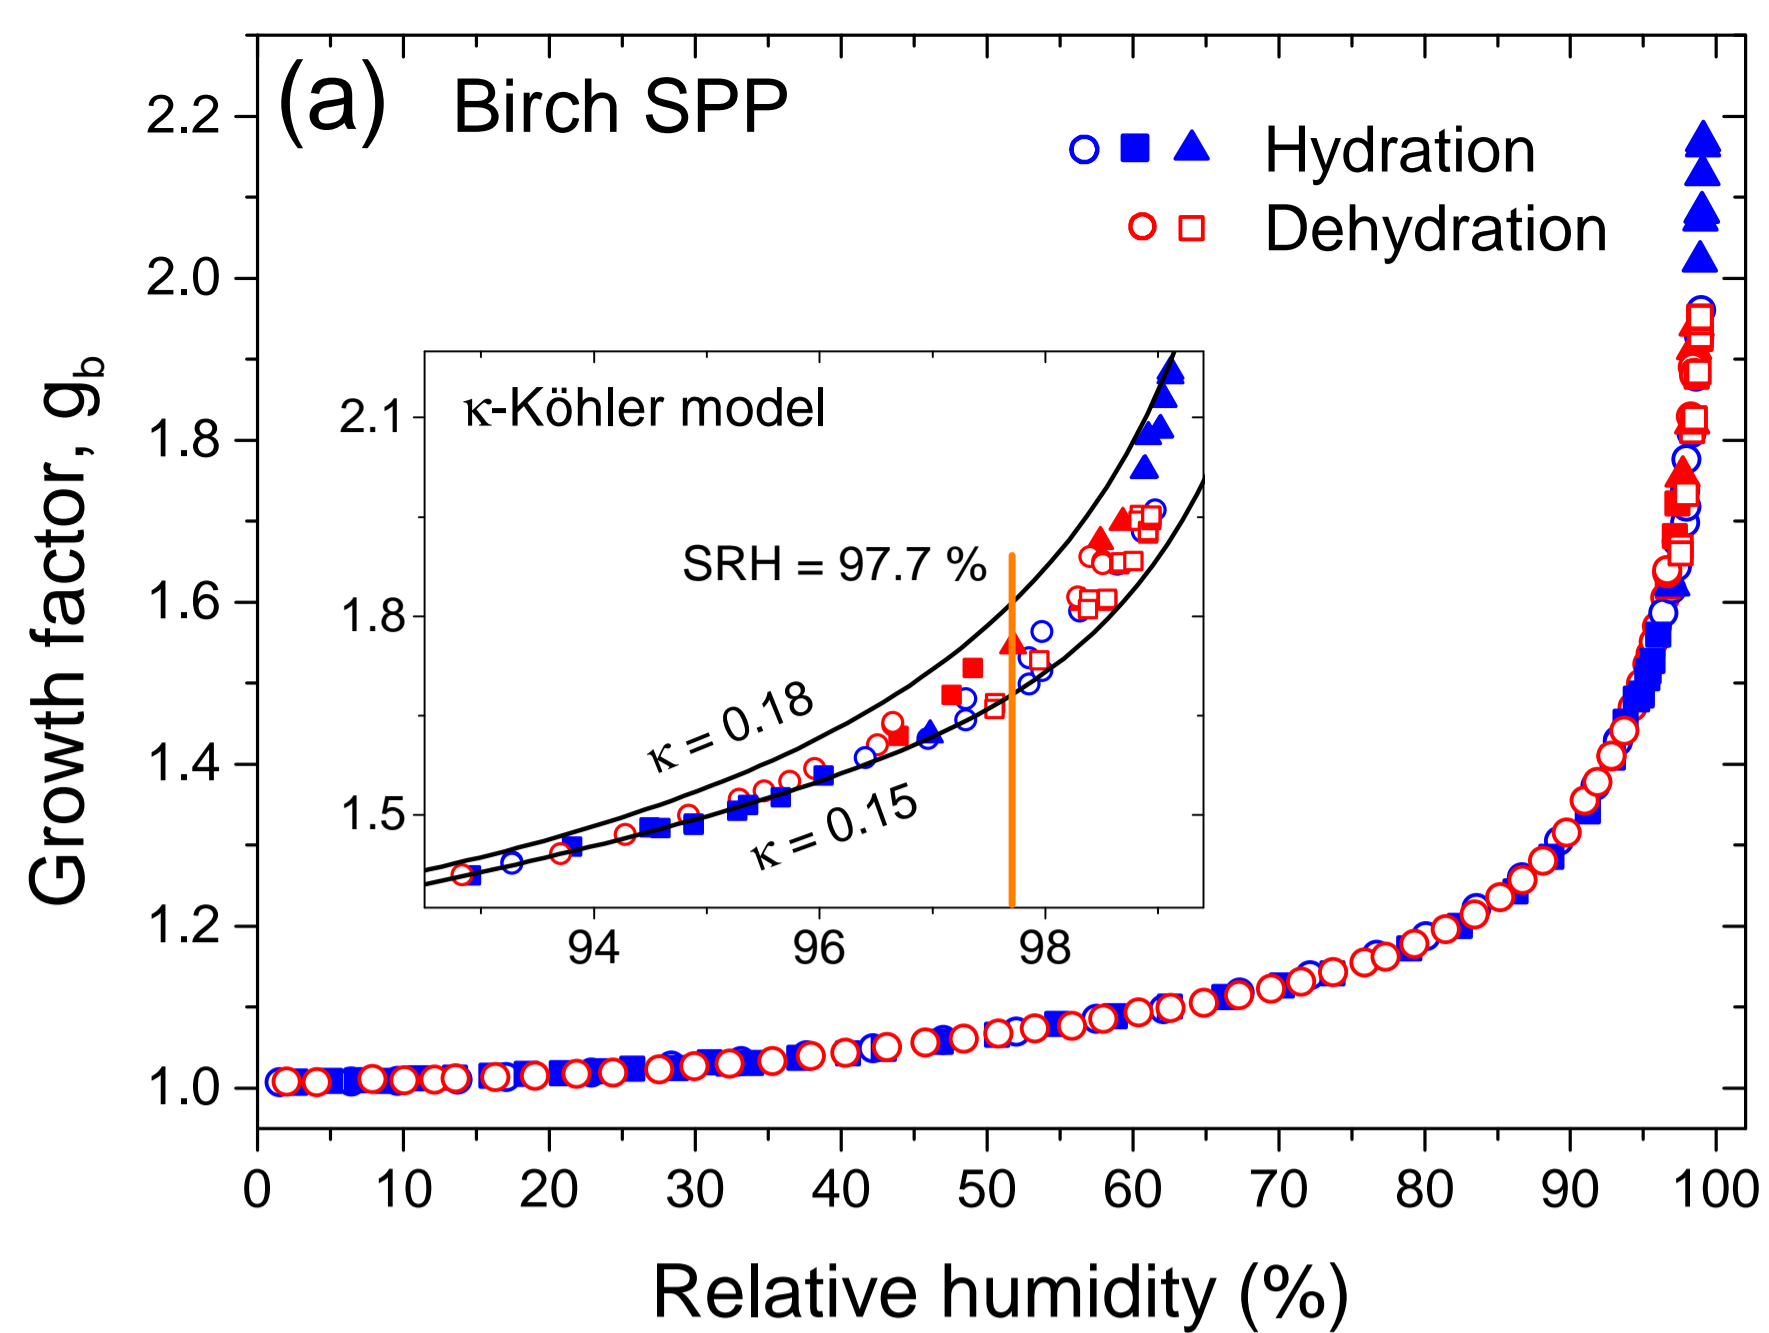 (a) Birch SPP
Hydration
Dehydration
Growth factor, g_b
2.2
2.0
1.8
1.6
1.4
1.2
1.0
κ-Köhler model
2.1
1.8
1.5
SRH = 97.7 %
κ = 0.18
κ = 0.15
94 96 98
0 10 20 30 40 50 60 70 80 90 100
Relative humidity (%)